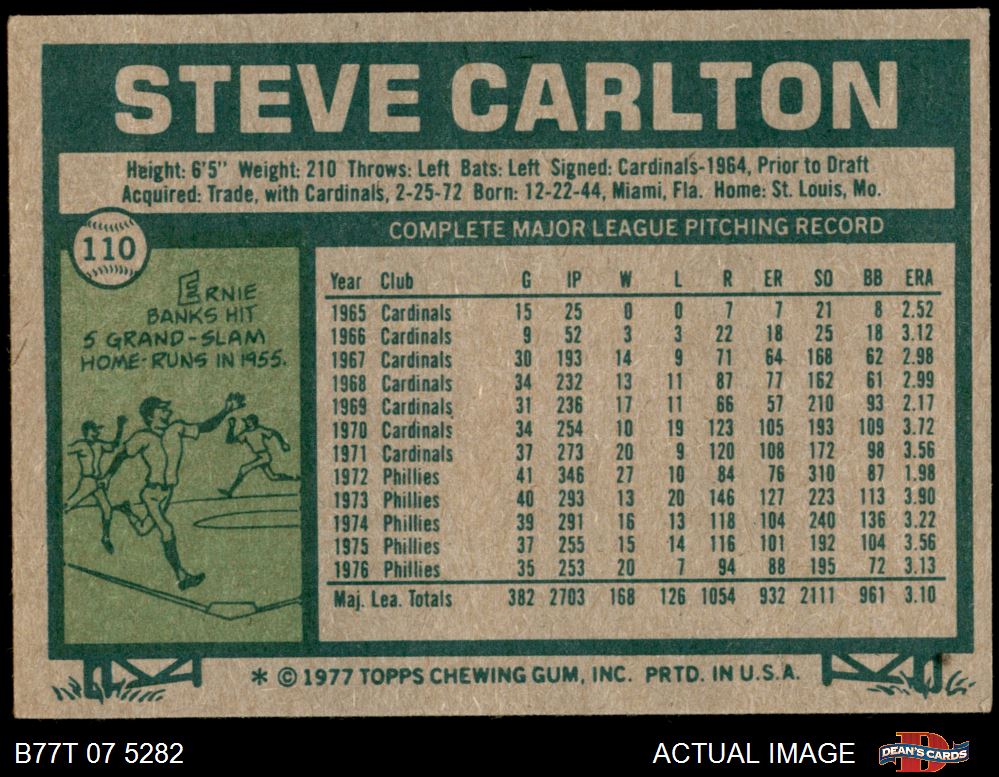 STEVE CARLTON
Height: 6'5" Weight: 210 Throws: Left Bats: Left Signed: Cardinals-1964, Prior to Draft
Acquired: Trade, with Cardinals, 2-25-72 Born: 12-22-44, Miami, Fla. Home: St. Louis, Mo.
110
ERNIE
BANKS HIT
5 GRAND-SLAM
HOME-RUNS IN 1955.
COMPLETE MAJOR LEAGUE PITCHING RECORD
Year Club G IP W L R ER SO BB ERA
1965 Cardinals 15 25 0 0 7 7 21 8 2.52
1966 Cardinals 9 52 3 3 22 18 25 18 3.12
1967 Cardinals 30 193 14 9 71 64 168 62 2.98
1968 Cardinals 34 232 13 11 87 77 162 61 2.99
1969 Cardinals 31 236 17 11 66 57 210 93 2.17
1970 Cardinals 34 254 10 19 123 105 193 109 3.72
1971 Cardinals 37 273 20 9 120 108 172 98 3.56
1972 Phillies 41 346 27 10 84 76 310 87 1.98
1973 Phillies 40 293 13 20 146 127 223 113 3.90
1974 Phillies 39 291 16 13 118 104 240 136 3.22
1975 Phillies 37 255 15 14 116 101 192 104 3.56
1976 Phillies 35 253 20 7 94 88 195 72 3.13
Maj. Lea. Totals 382 2703 168 126 1054 932 2111 961 3.10
* © 1977 TOPPS CHEWING GUM, INC. PRTD. IN U.S.A.
B77T 07 5282
ACTUAL IMAGE
DEAN'S CARDS